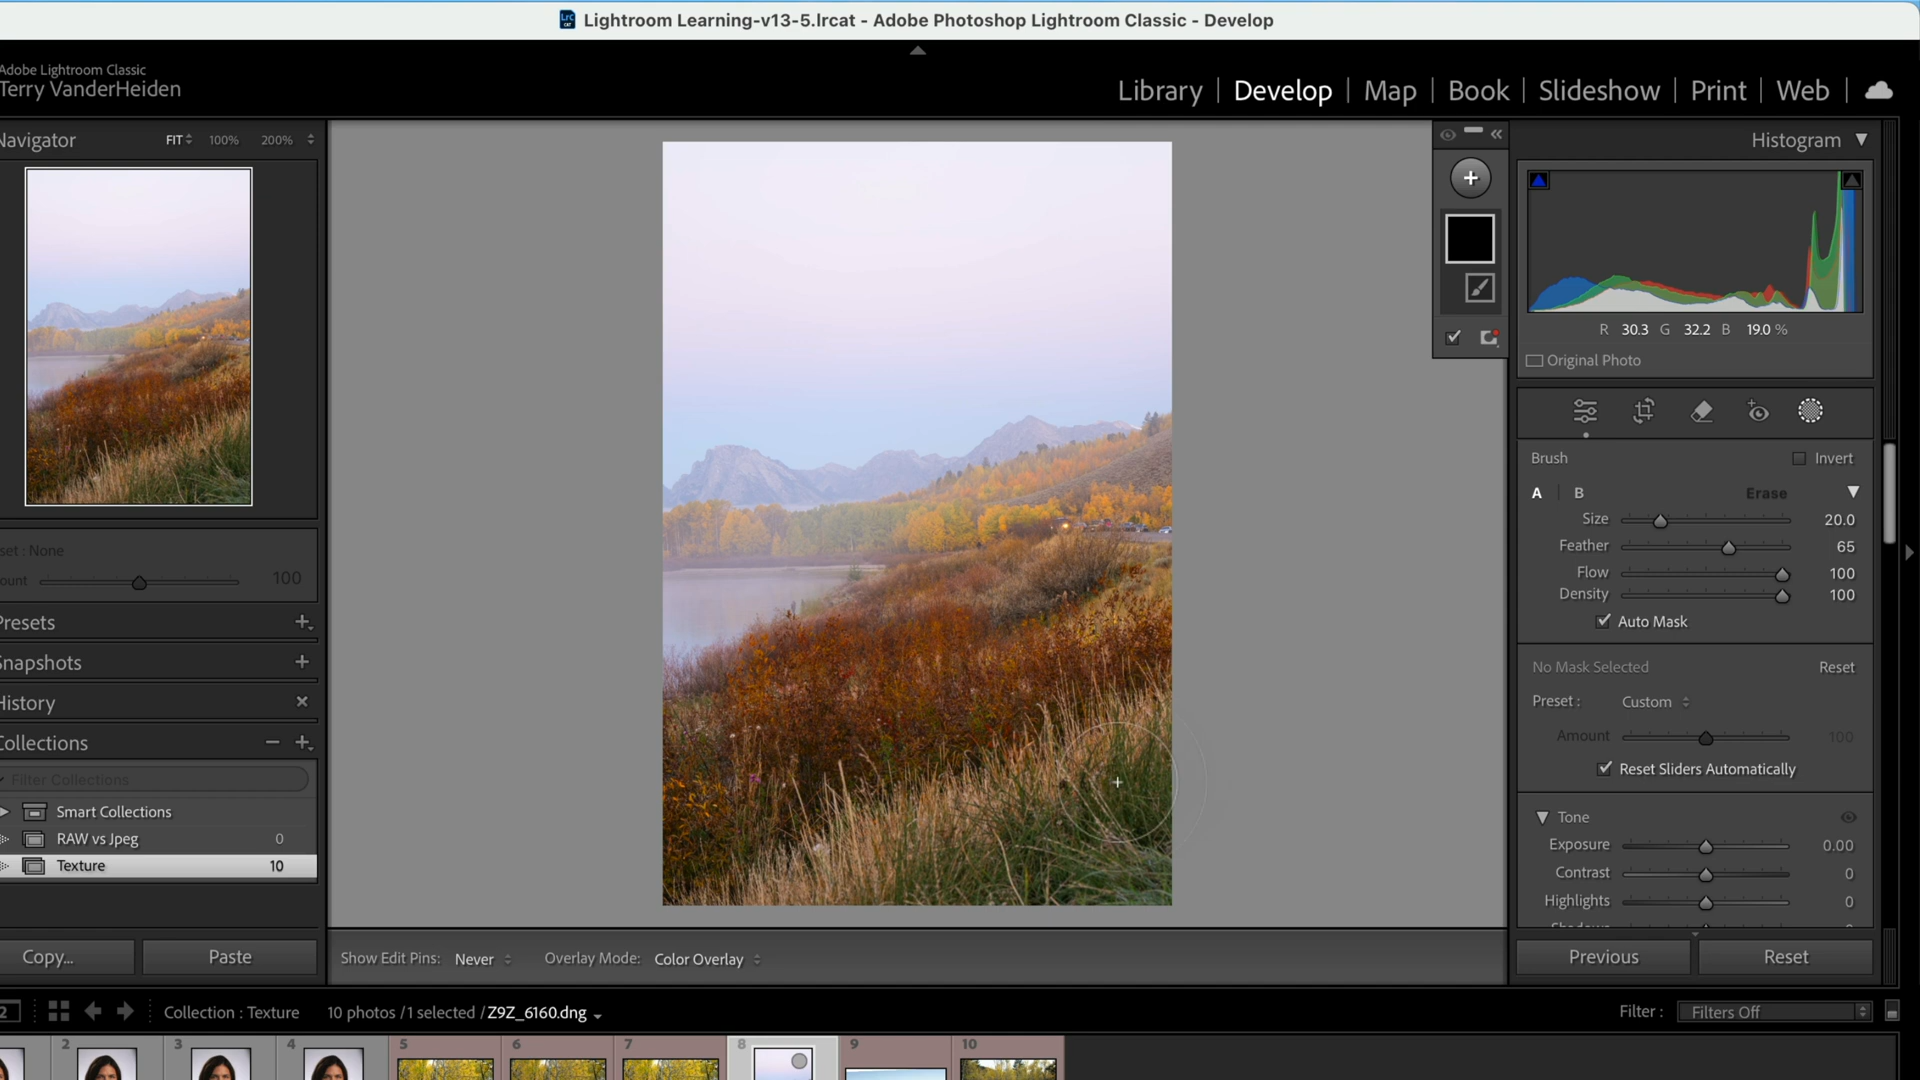 Lightroom Learning-v13-5.lrcat - Adobe Photoshop Lightroom Classic - Develop
Adobe Lightroom Classic
Terry VanderHeiden
Library | Develop | Map | Book | Slideshow | Print | Web |
Navigator FIT 100% 200%
Histogram
R 30.3 G 32.2 B 19.0 %
Original Photo
Brush Invert
A B Erase
Size 20.0
Feather 65
Flow 100
Density 100
Auto Mask
No Mask Selected Reset
Preset : Custom
Amount 100
Reset Sliders Automatically
Tone
Exposure 0.00
Contrast 0
Highlights 0
Previous Reset
set : None
ount 100
Presets
Snapshots
History
Collections
Filter Collections
Smart Collections
RAW vs Jpeg 0
Texture 10
Copy... Paste
Show Edit Pins: Never Overlay Mode: Color Overlay
2 Collection : Texture 10 photos / 1 selected / Z9Z_6160.dng Filter : Filters Off
2 3 4 5 6 7 8 9 10